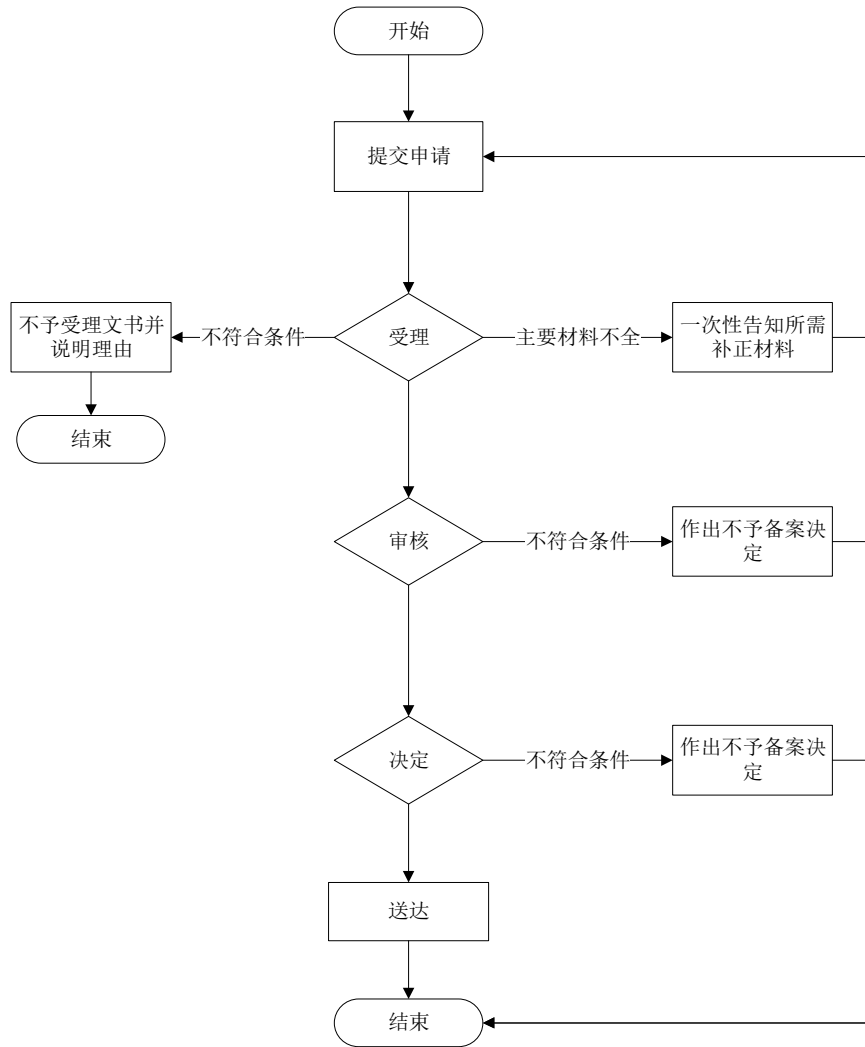 开始
提交申请
不予受理文书并
说明理由
不符合条件
受理
主要材料不全
一次性告知所需
补正材料
结束
审核
不符合条件
作出不予备案决
定
决定
不符合条件
作出不予备案决
定
送达
结束